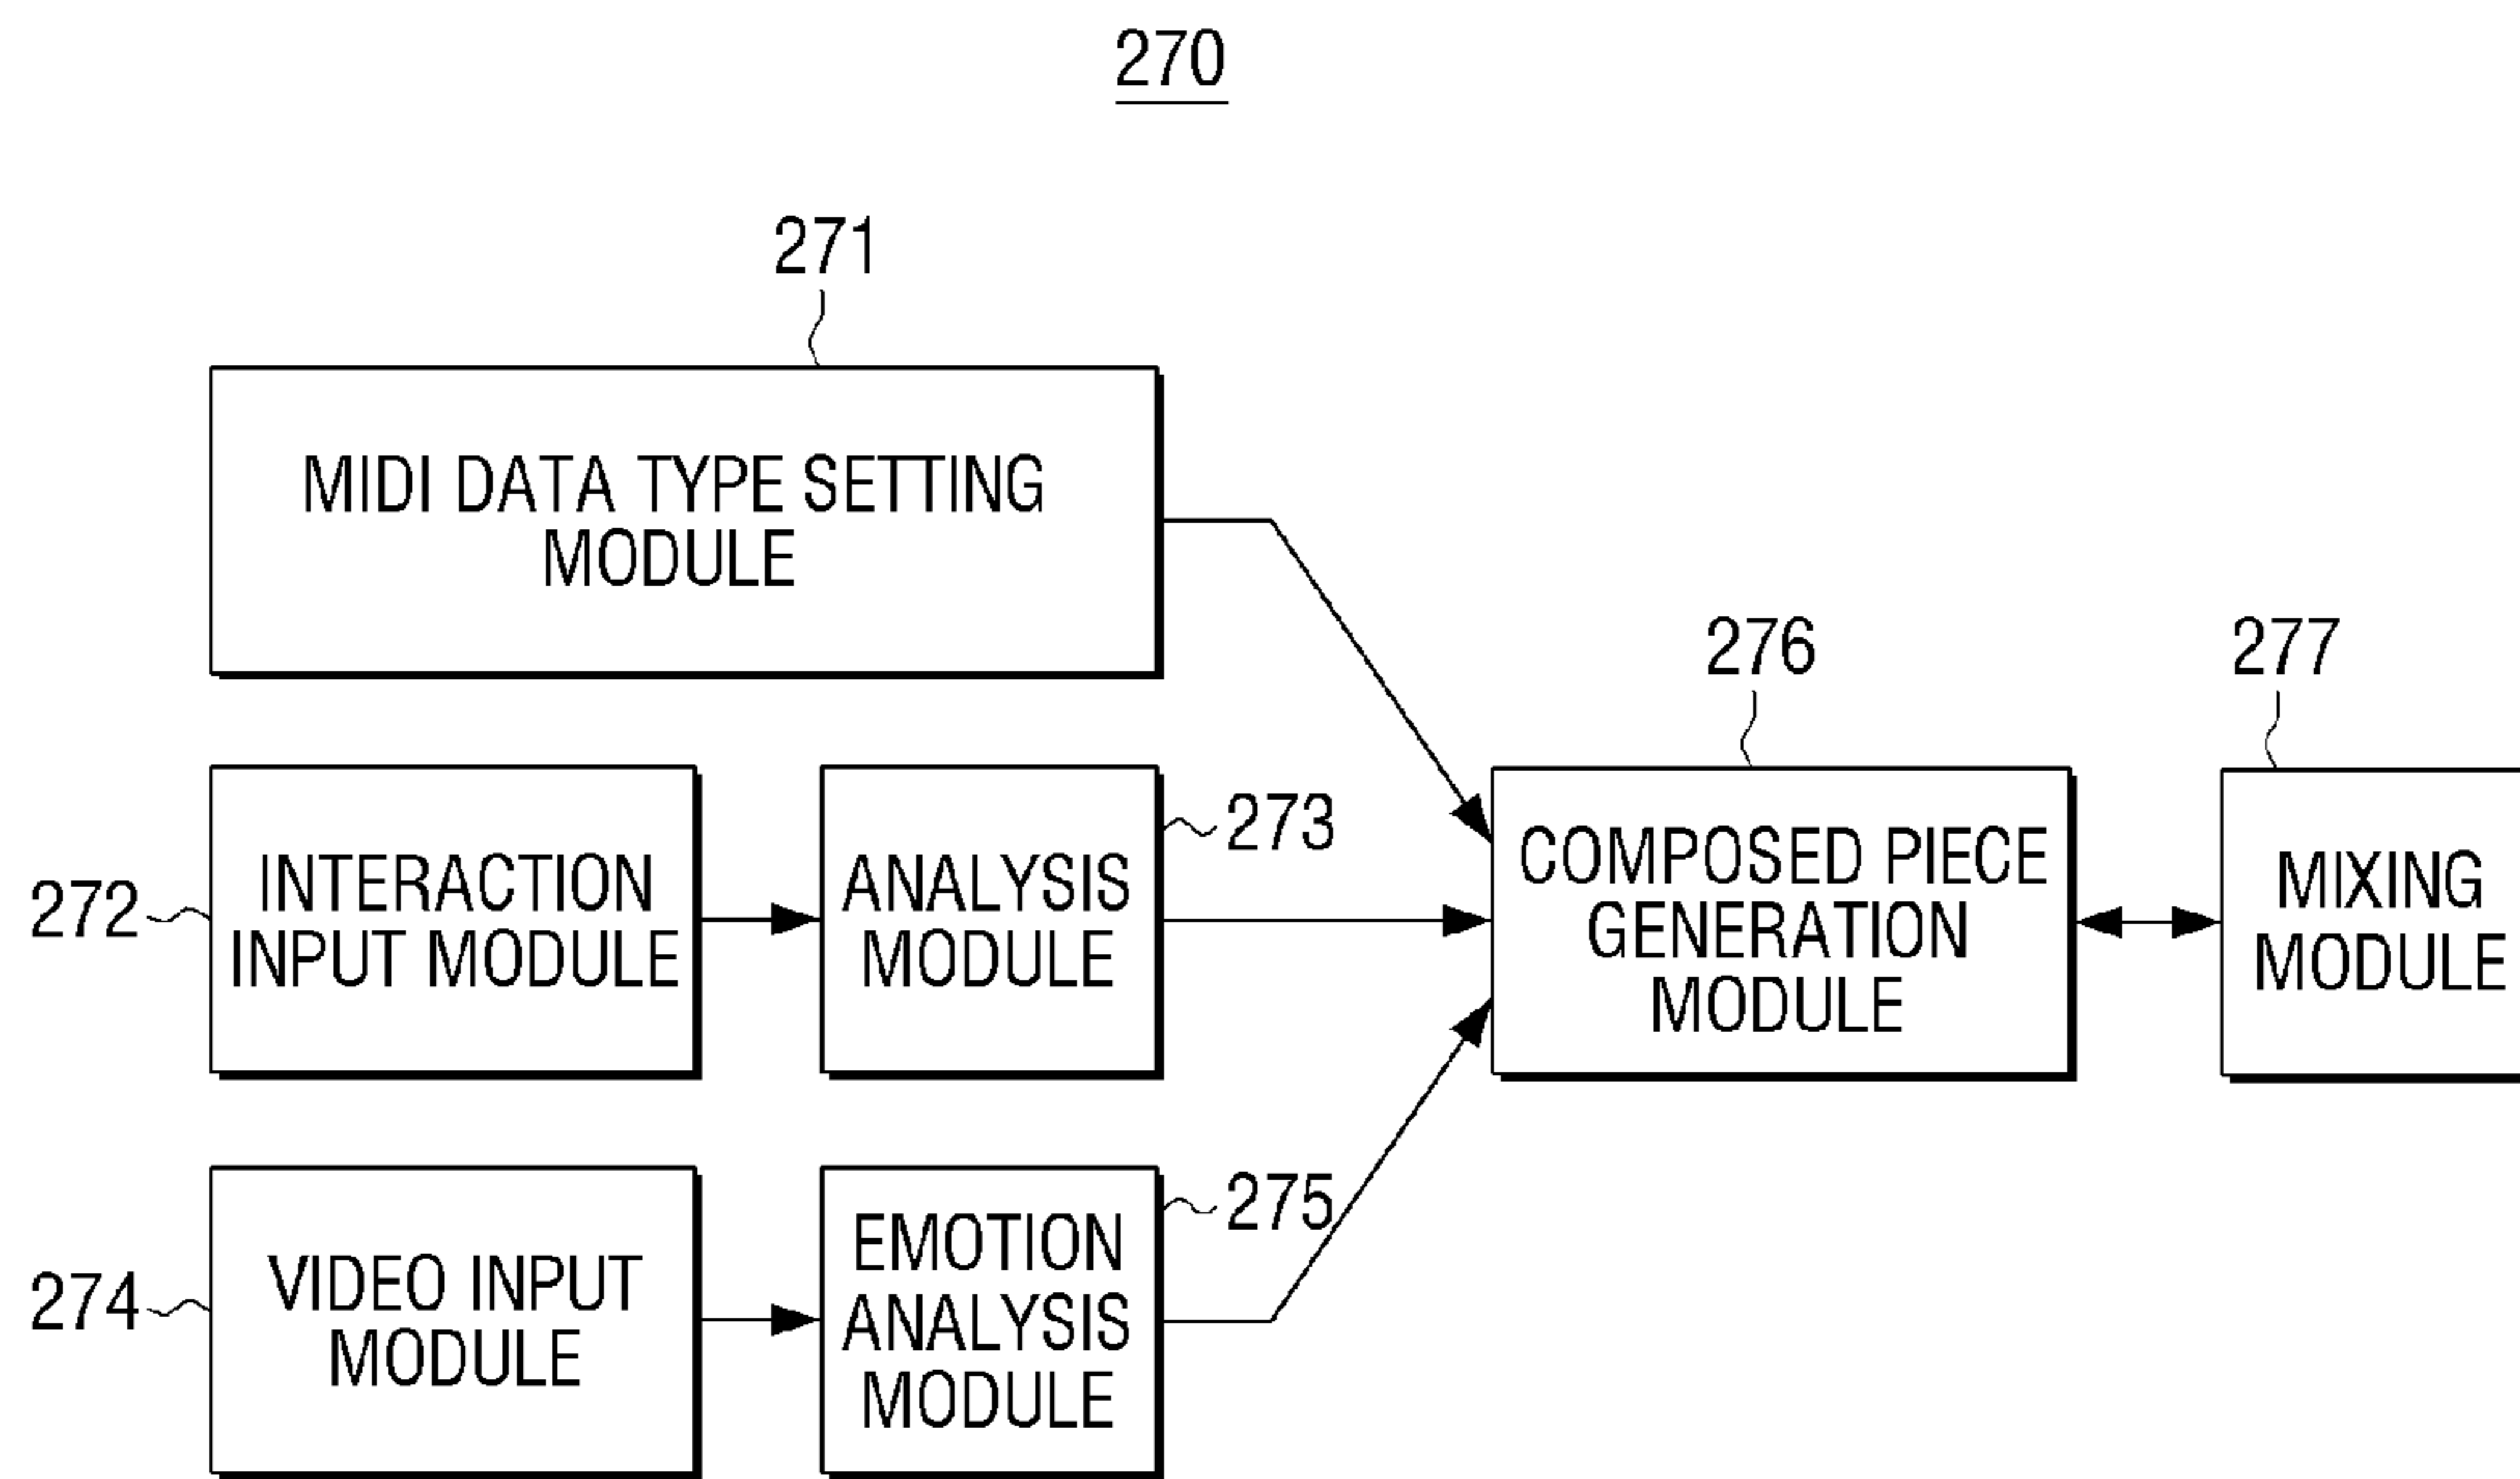 270
271
MIDI DATA TYPE SETTING
MODULE
276
277
272
INTERACTION
INPUT MODULE
ANALYSIS
MODULE
273
COMPOSED PIECE
GENERATION
MODULE
MIXING
MODULE
274
VIDEO INPUT
MODULE
EMOTION
ANALYSIS
MODULE
275